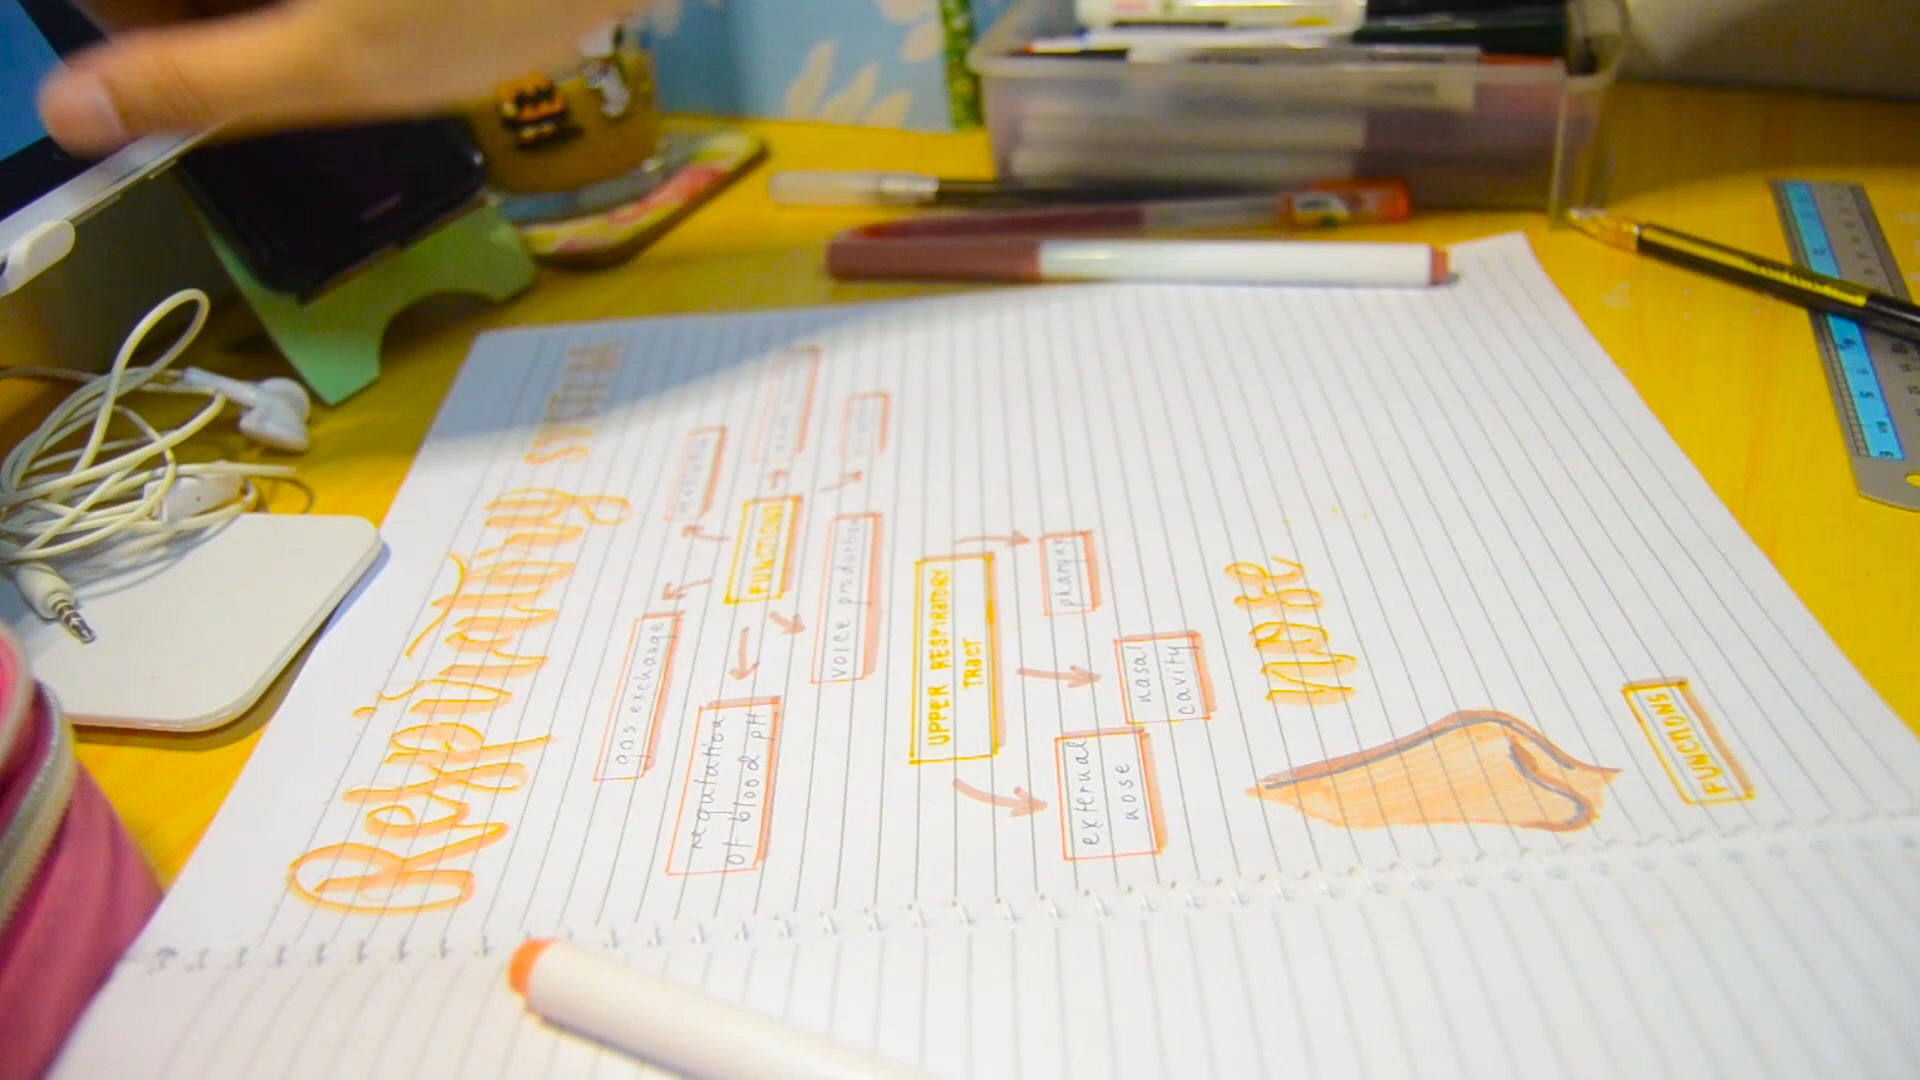 Respiratory SYSTEM
gas exchange
FUNCTIONS
regulation
of blood pH
voice production
UPPER RESPIRATORY
TRACT
pharynx
nasal
cavity
external
nose
nose
FUNCTIONS